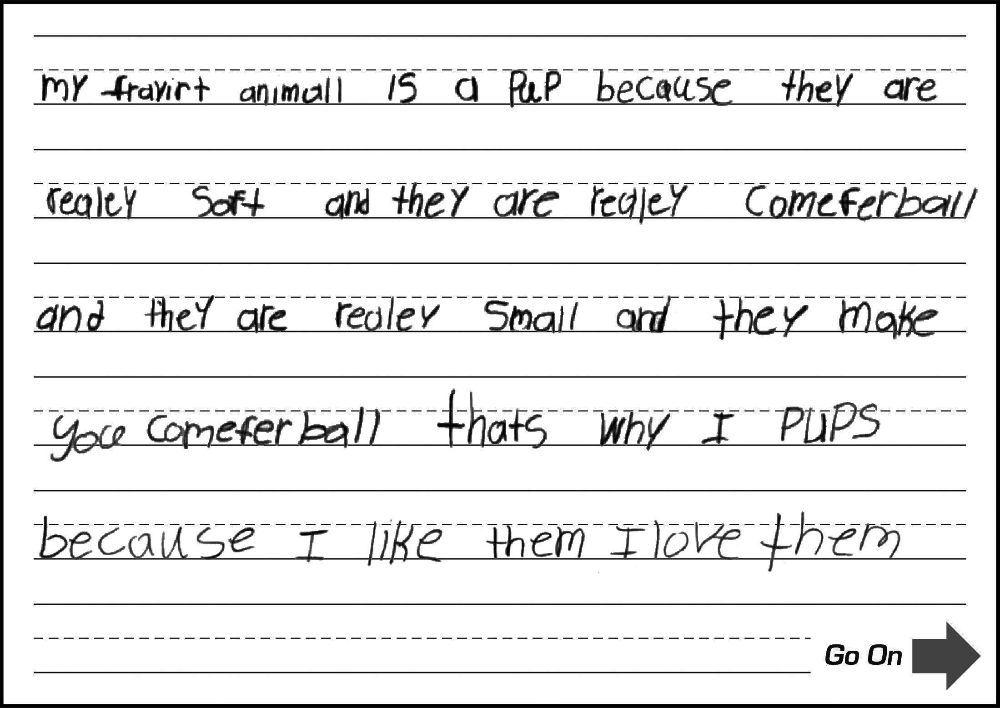 my fravirt animall is a PuP because they are
realey Soft and they are realey Comeferball
and they are realey Small and they make
you comeferball thats why I PUPS
because I like them I love them
Go On